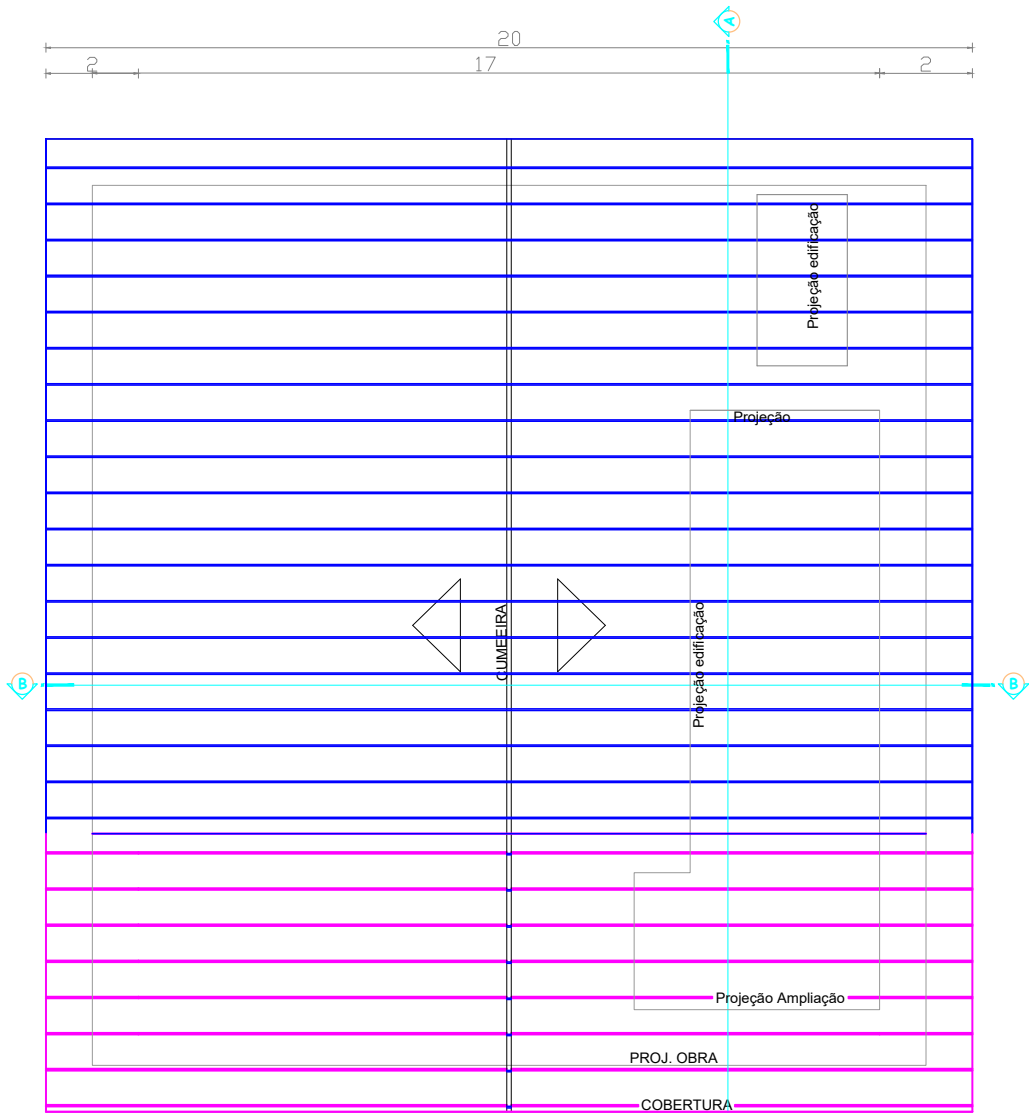 A
20
2
17
2
Projeção edificação
Projeção
CUMEEIRA
Projeção edificação
B
B
Projeção Ampliação
PROJ. OBRA
COBERTURA